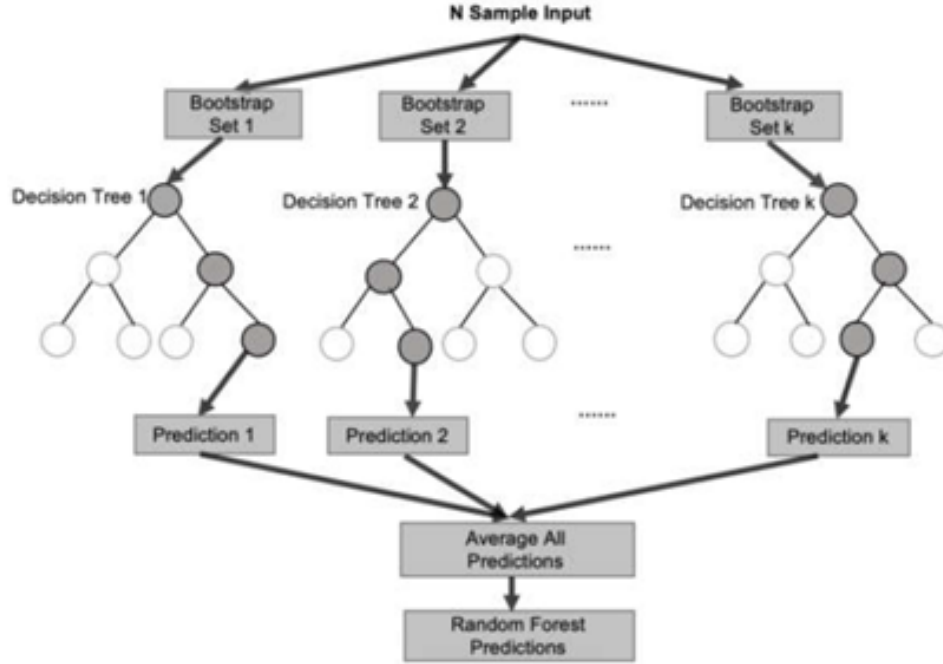 N Sample Input
Bootstrap
Set 1
Bootstrap
Set 2
......
Bootstrap
Set k
Decision Tree 1
Decision Tree 2
Decision Tree k
......
Prediction 1
Prediction 2
......
Prediction k
Average All
Predictions
Random Forest
Predictions